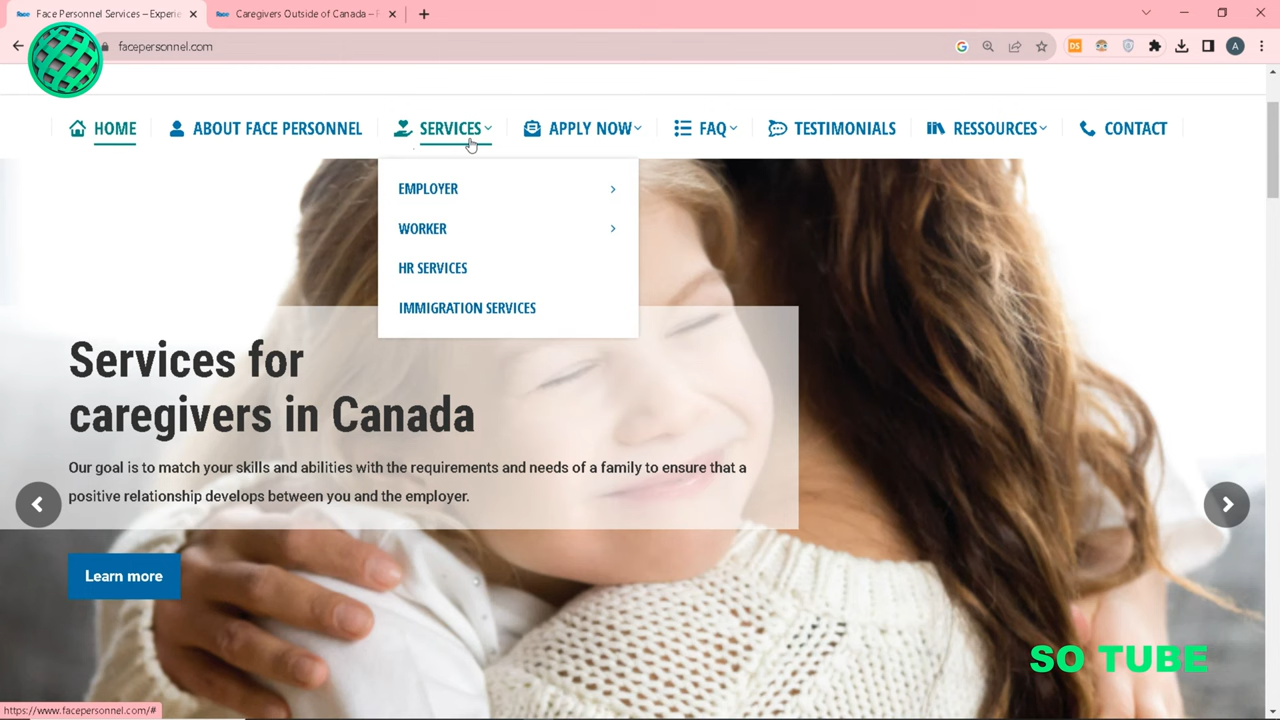 Face Personnel Services – Experie
Caregivers Outside of Canada – F
facepersonnel.com
DS
A
HOME
ABOUT FACE PERSONNEL
SERVICES
APPLY NOW
FAQ
TESTIMONIALS
RESSOURCES
CONTACT
EMPLOYER
WORKER
HR SERVICES
IMMIGRATION SERVICES
Services for
caregivers in Canada
Our goal is to match your skills and abilities with the requirements and needs of a family to ensure that a
positive relationship develops between you and the employer.
Learn more
SO TUBE
https://www.facepersonnel.com/#